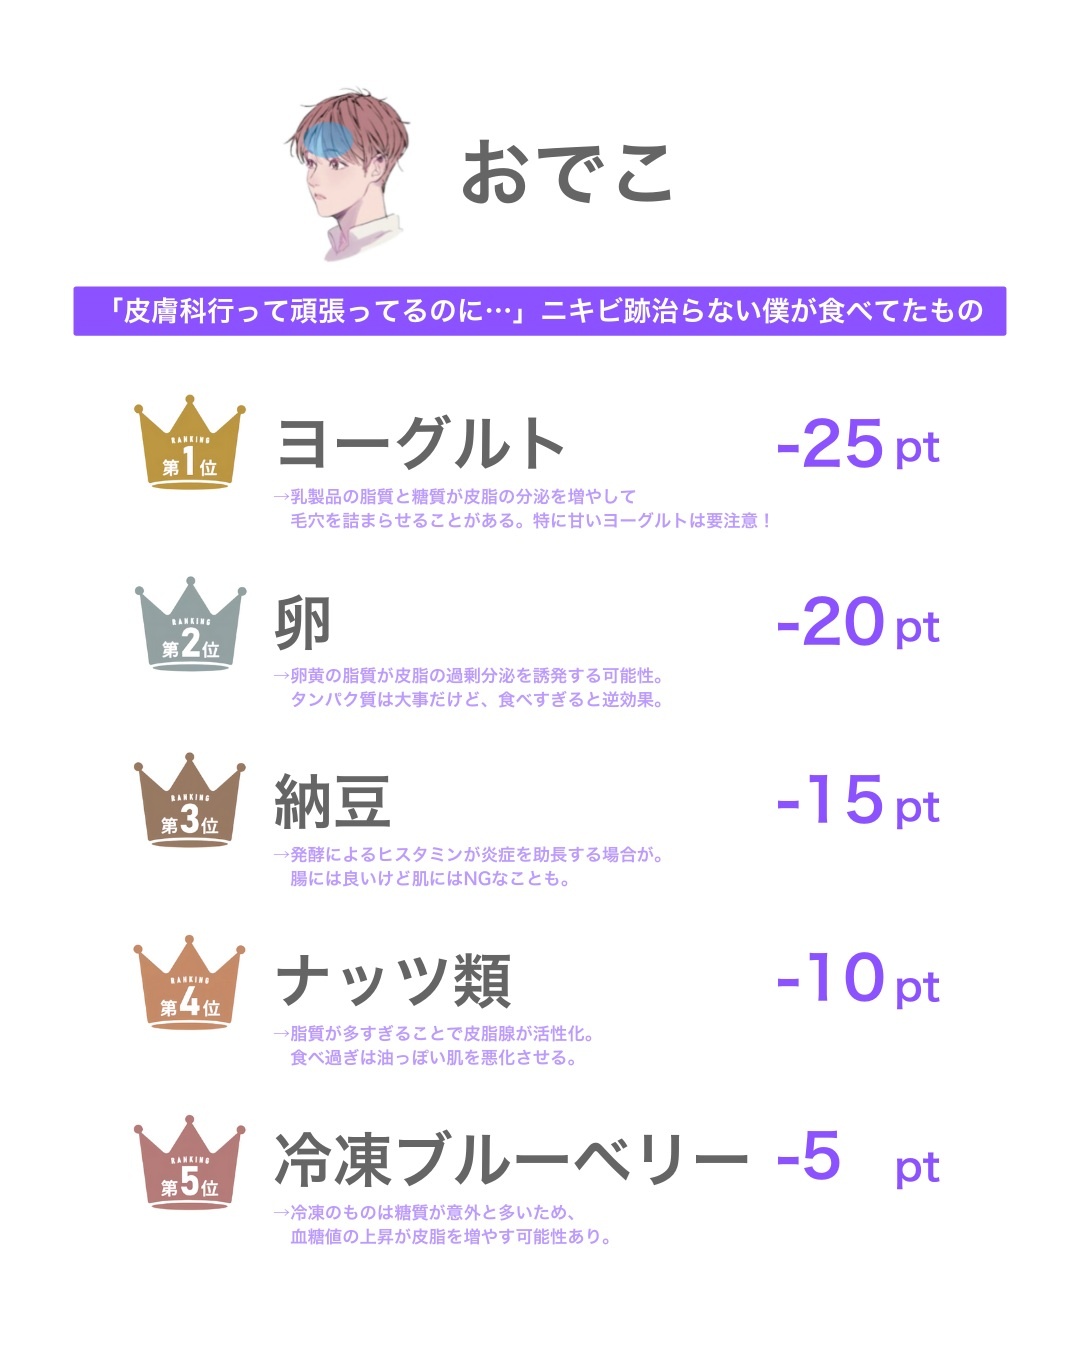 おでこ
「皮膚科行って頑張ってるのに…」ニキビ跡治らない僕が食べてたもの
RANKING
第1位
ヨーグルト -25 pt
→乳製品の脂質と糖質が皮脂の分泌を増やして
毛穴を詰まらせることがある。特に甘いヨーグルトは要注意！
RANKING
第2位
卵 -20 pt
→卵黄の脂質が皮脂の過剰分泌を誘発する可能性。
タンパク質は大事だけど、食べすぎると逆効果。
RANKING
第3位
納豆 -15 pt
→発酵によるヒスタミンが炎症を助長する場合が。
腸には良いけど肌にはNGなことも。
RANKING
第4位
ナッツ類 -10 pt
→脂質が多すぎることで皮脂腺が活性化。
食べ過ぎは油っぽい肌を悪化させる。
RANKING
第5位
冷凍ブルーベリー -5 pt
→冷凍のものは糖質が意外と多いため、
血糖値の上昇が皮脂を増やす可能性あり。